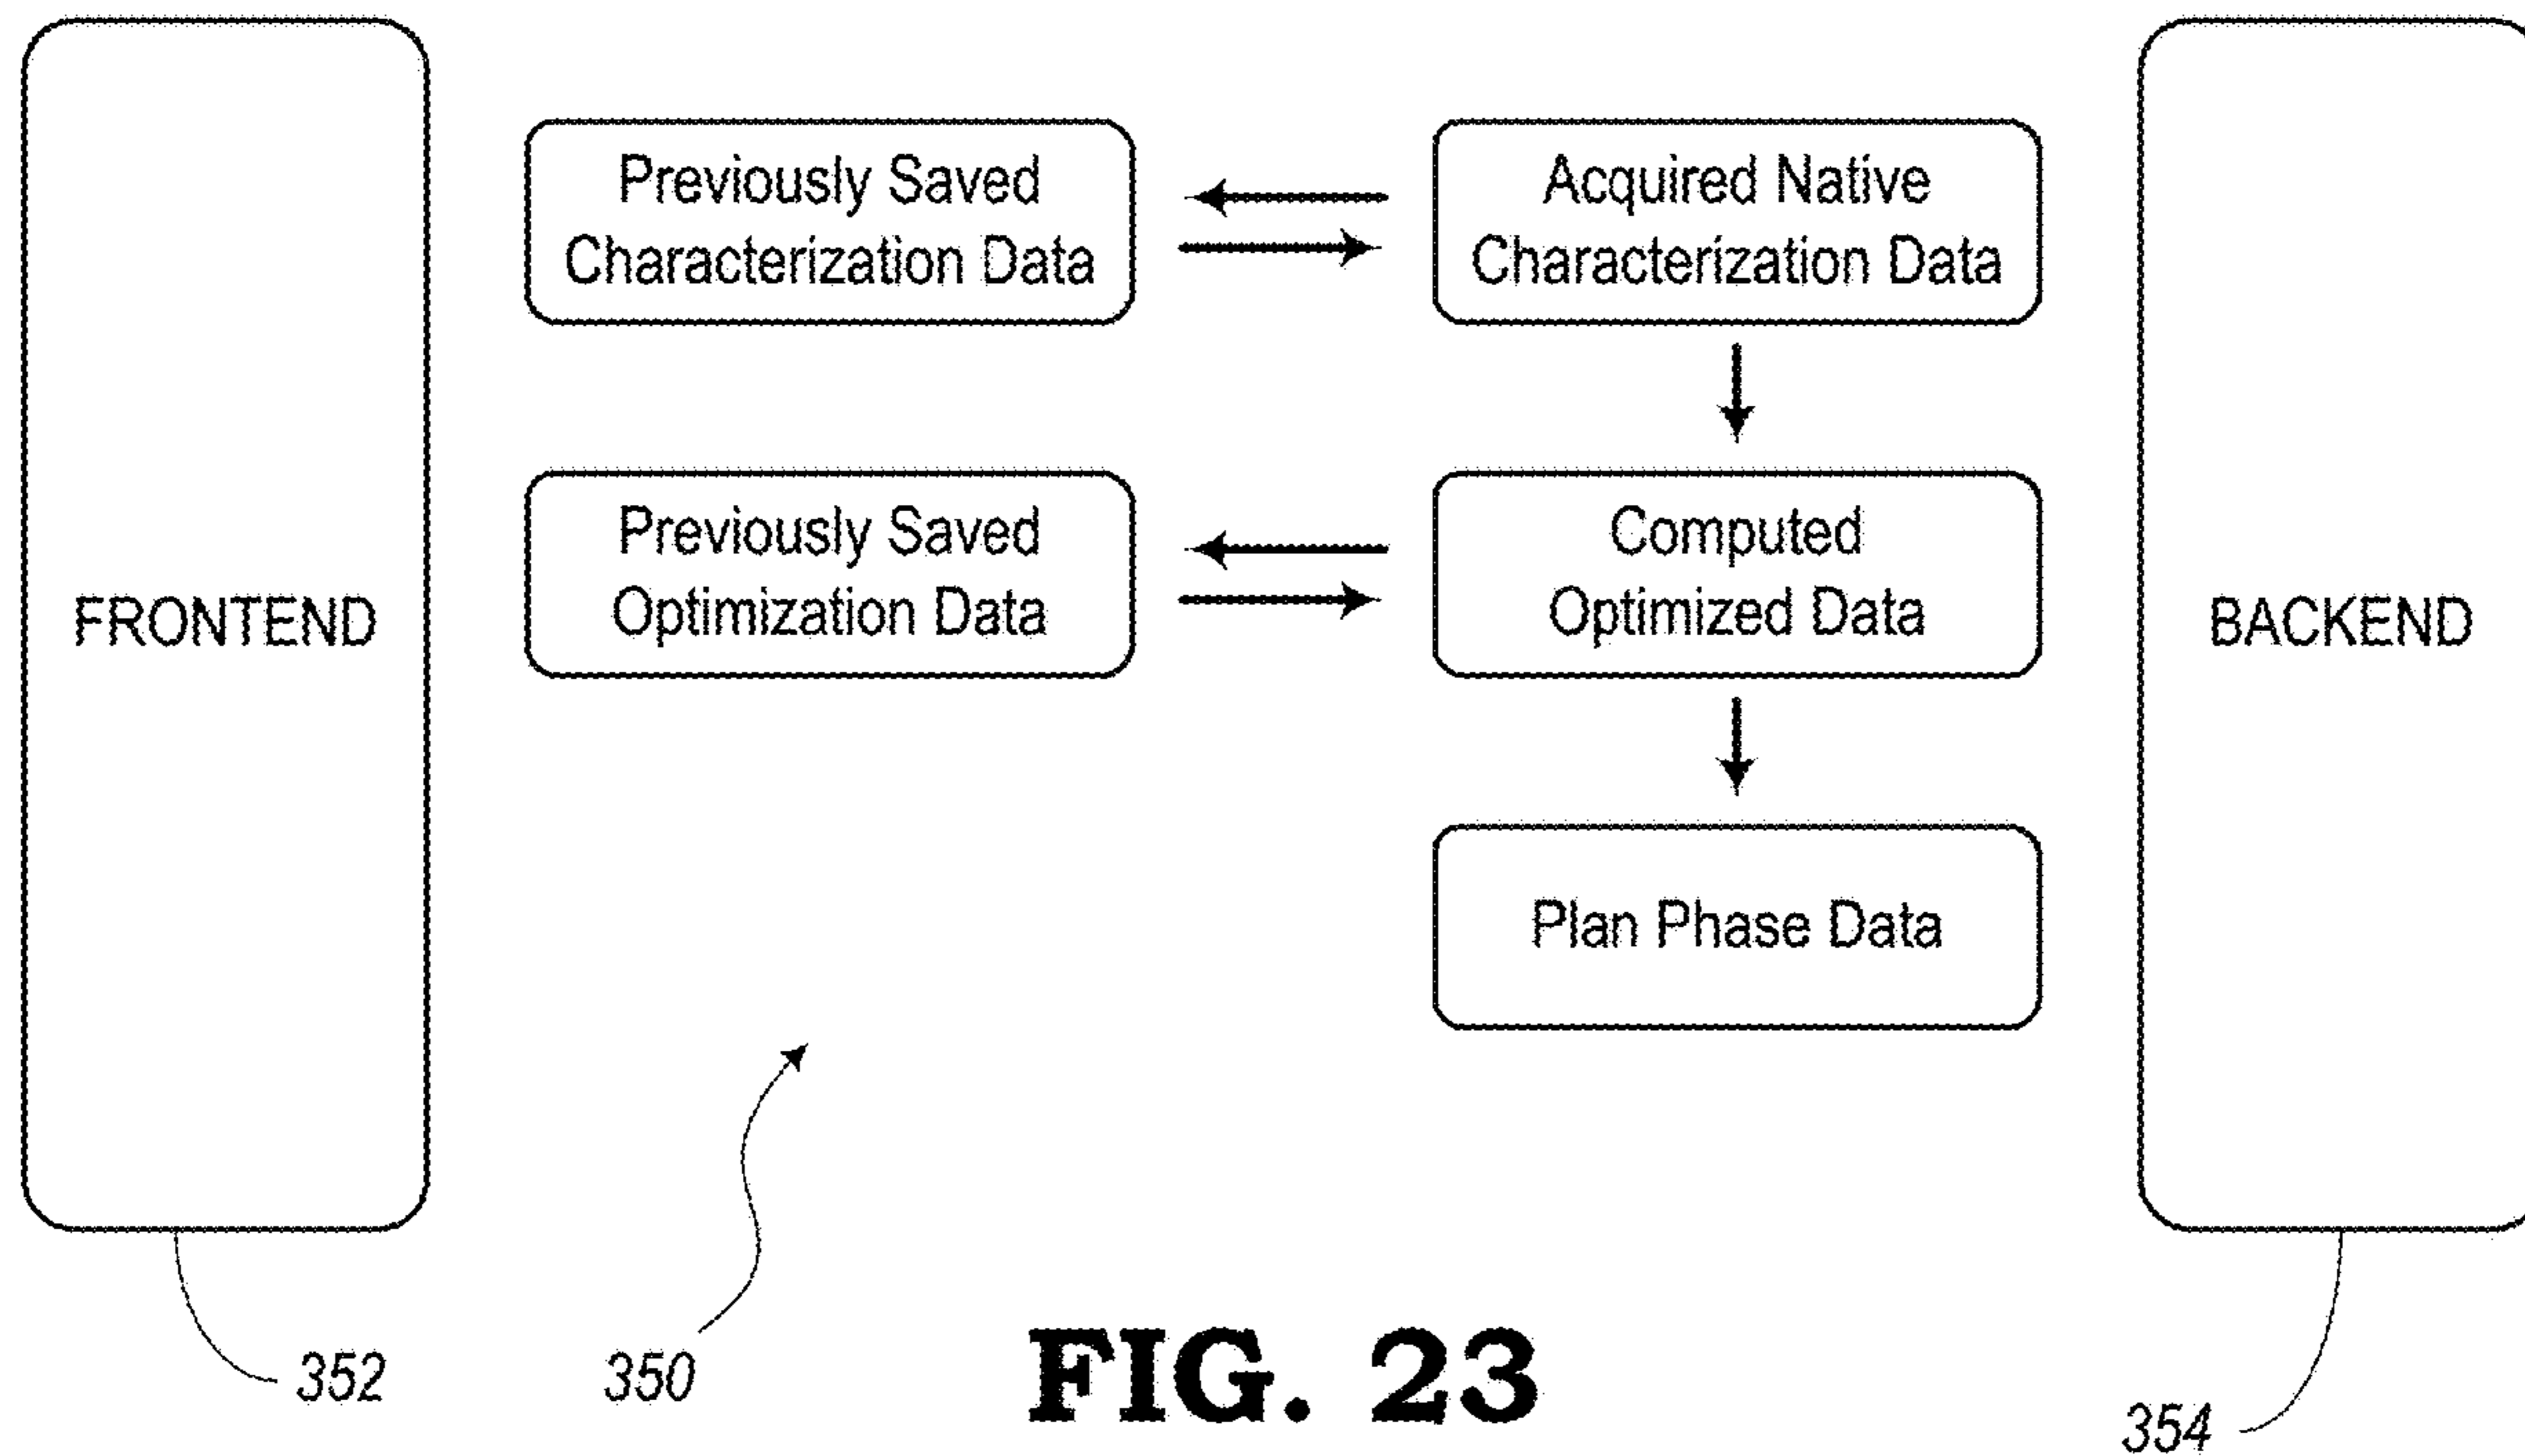 FRONTEND
Previously Saved
Characterization Data
Acquired Native
Characterization Data
Previously Saved
Optimization Data
Computed
Optimized Data
Plan Phase Data
BACKEND
352
350
354
FIG. 23